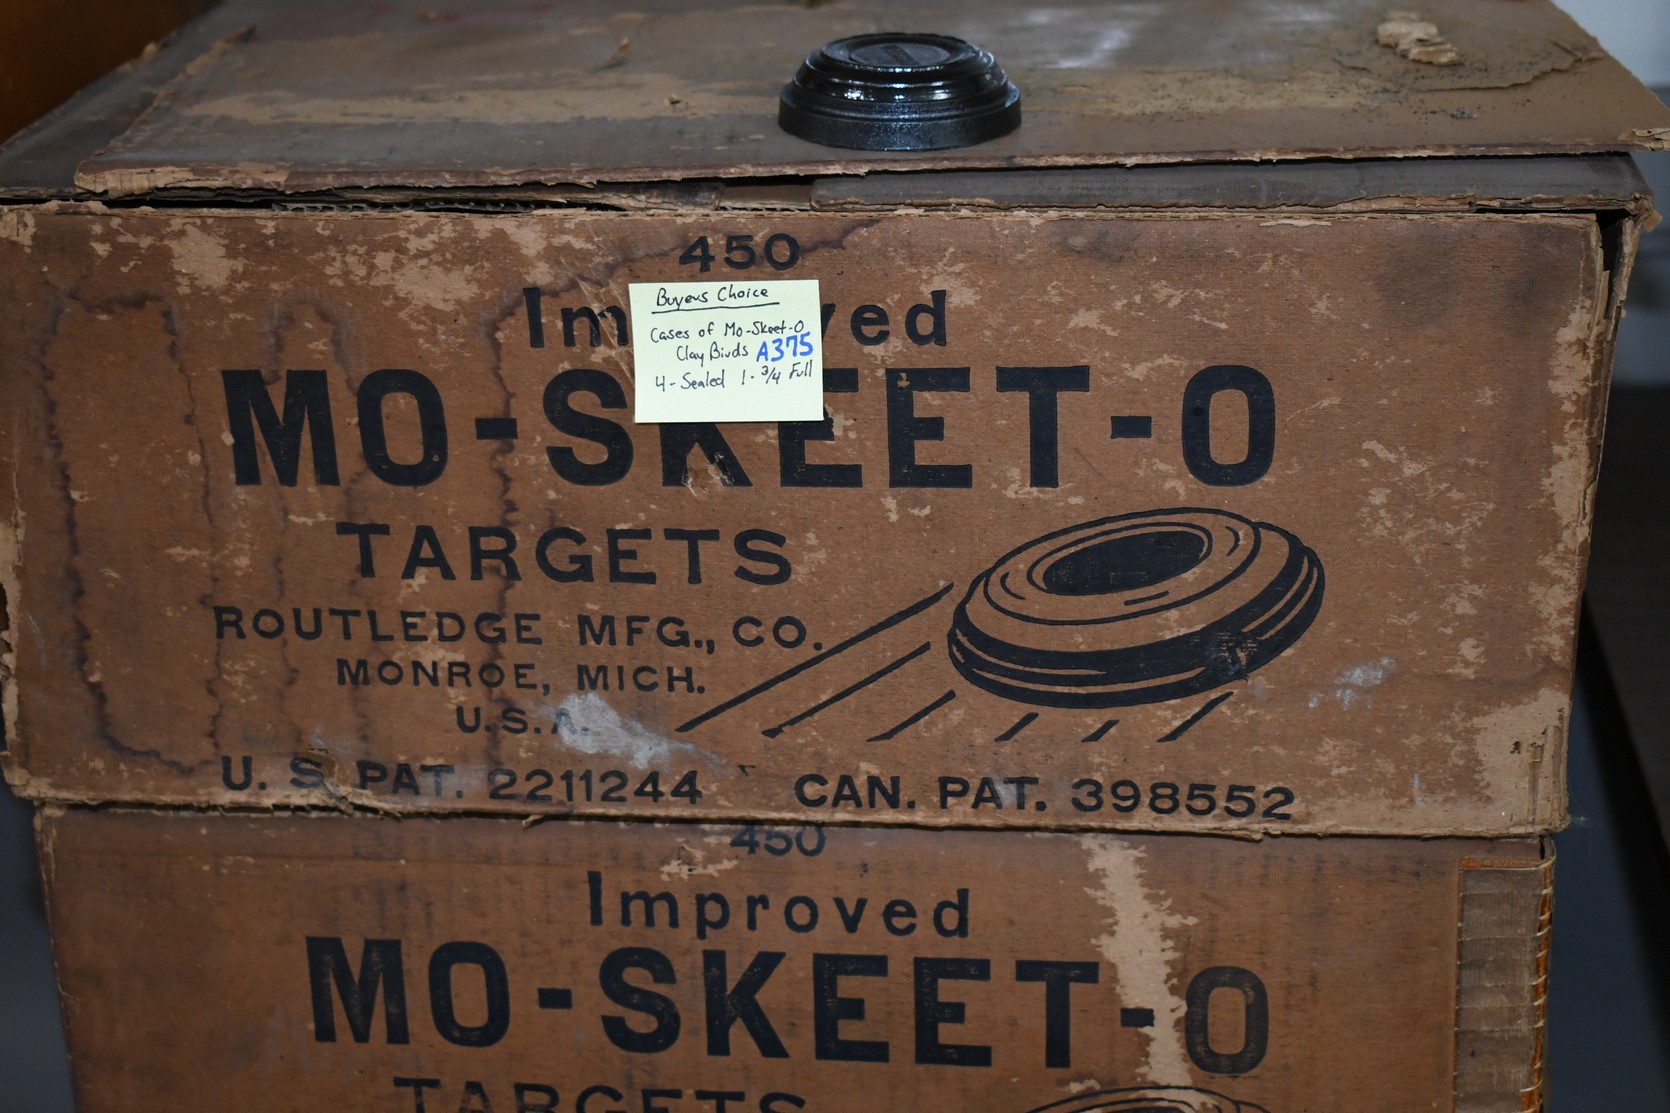 450
Improved
Buyers Choice
Cases of Mo-Skeet-O
Clay Birds A375
4-Sealed 1-3/4 Full
MO-SKEET-O
TARGETS
ROUTLEDGE MFG., CO.
MONROE, MICH.
U.S.A.
U. S. PAT. 2211244 CAN. PAT. 398552
450
Improved
MO-SKEET-O
TARGETS